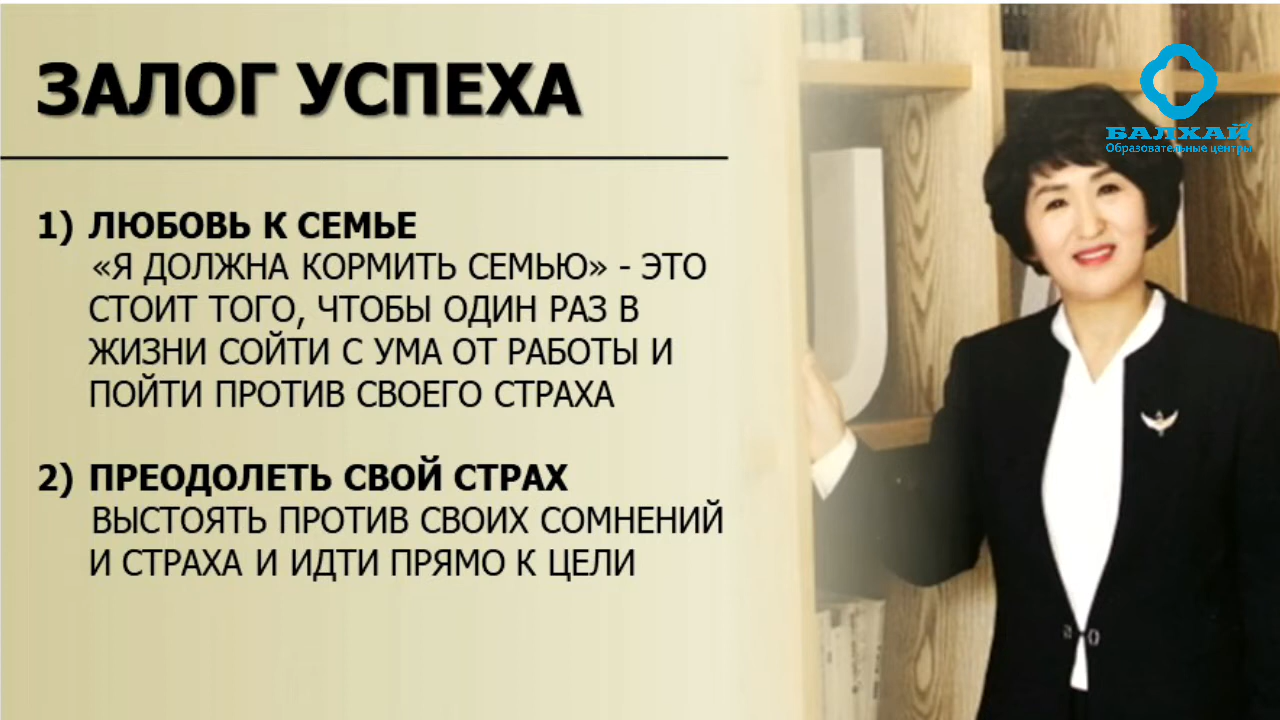 ЗАЛОГ УСПЕХА
БАЛХАЙ
Образовательные центры
1) ЛЮБОВЬ К СЕМЬЕ
«Я ДОЛЖНА КОРМИТЬ СЕМЬЮ» - ЭТО
СТОИТ ТОГО, ЧТОБЫ ОДИН РАЗ В
ЖИЗНИ СОЙТИ С УМА ОТ РАБОТЫ И
ПОЙТИ ПРОТИВ СВОЕГО СТРАХА
2) ПРЕОДОЛЕТЬ СВОЙ СТРАХ
ВЫСТОЯТЬ ПРОТИВ СВОИХ СОМНЕНИЙ
И СТРАХА И ИДТИ ПРЯМО К ЦЕЛИ